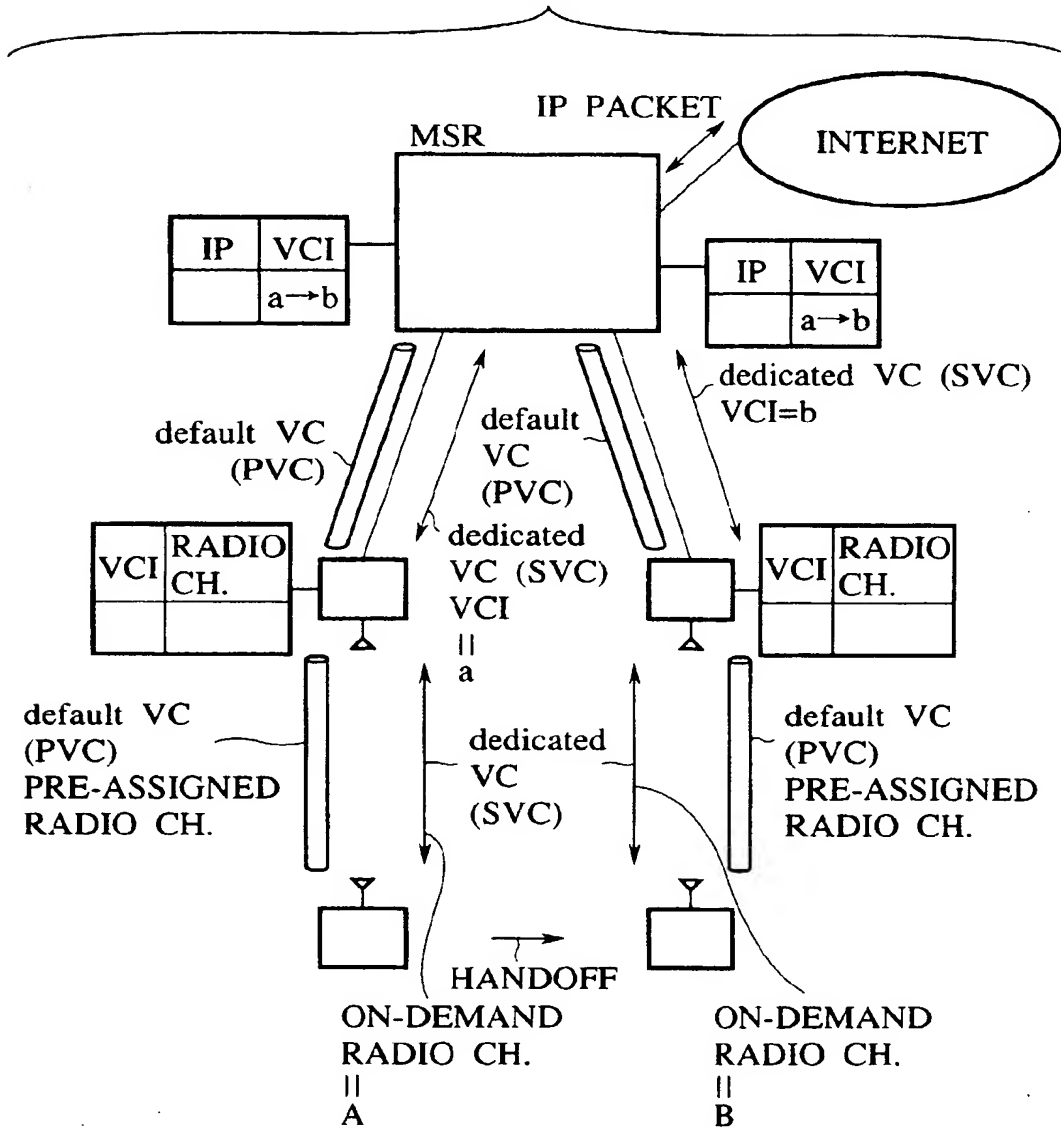 IP PACKET
MSR
INTERNET
IP VCI
a→b
IP VCI
a→b
dedicated VC (SVC)
VCI=b
default VC
(PVC)
default
VC
(PVC)
dedicated
VC (SVC)
VCI
=
a
VCI
RADIO
CH.
VCI
RADIO
CH.
default VC
(PVC)
PRE-ASSIGNED
RADIO CH.
dedicated
VC
(SVC)
default VC
(PVC)
PRE-ASSIGNED
RADIO CH.
HANDOFF
ON-DEMAND
RADIO CH.
=
A
ON-DEMAND
RADIO CH.
=
B